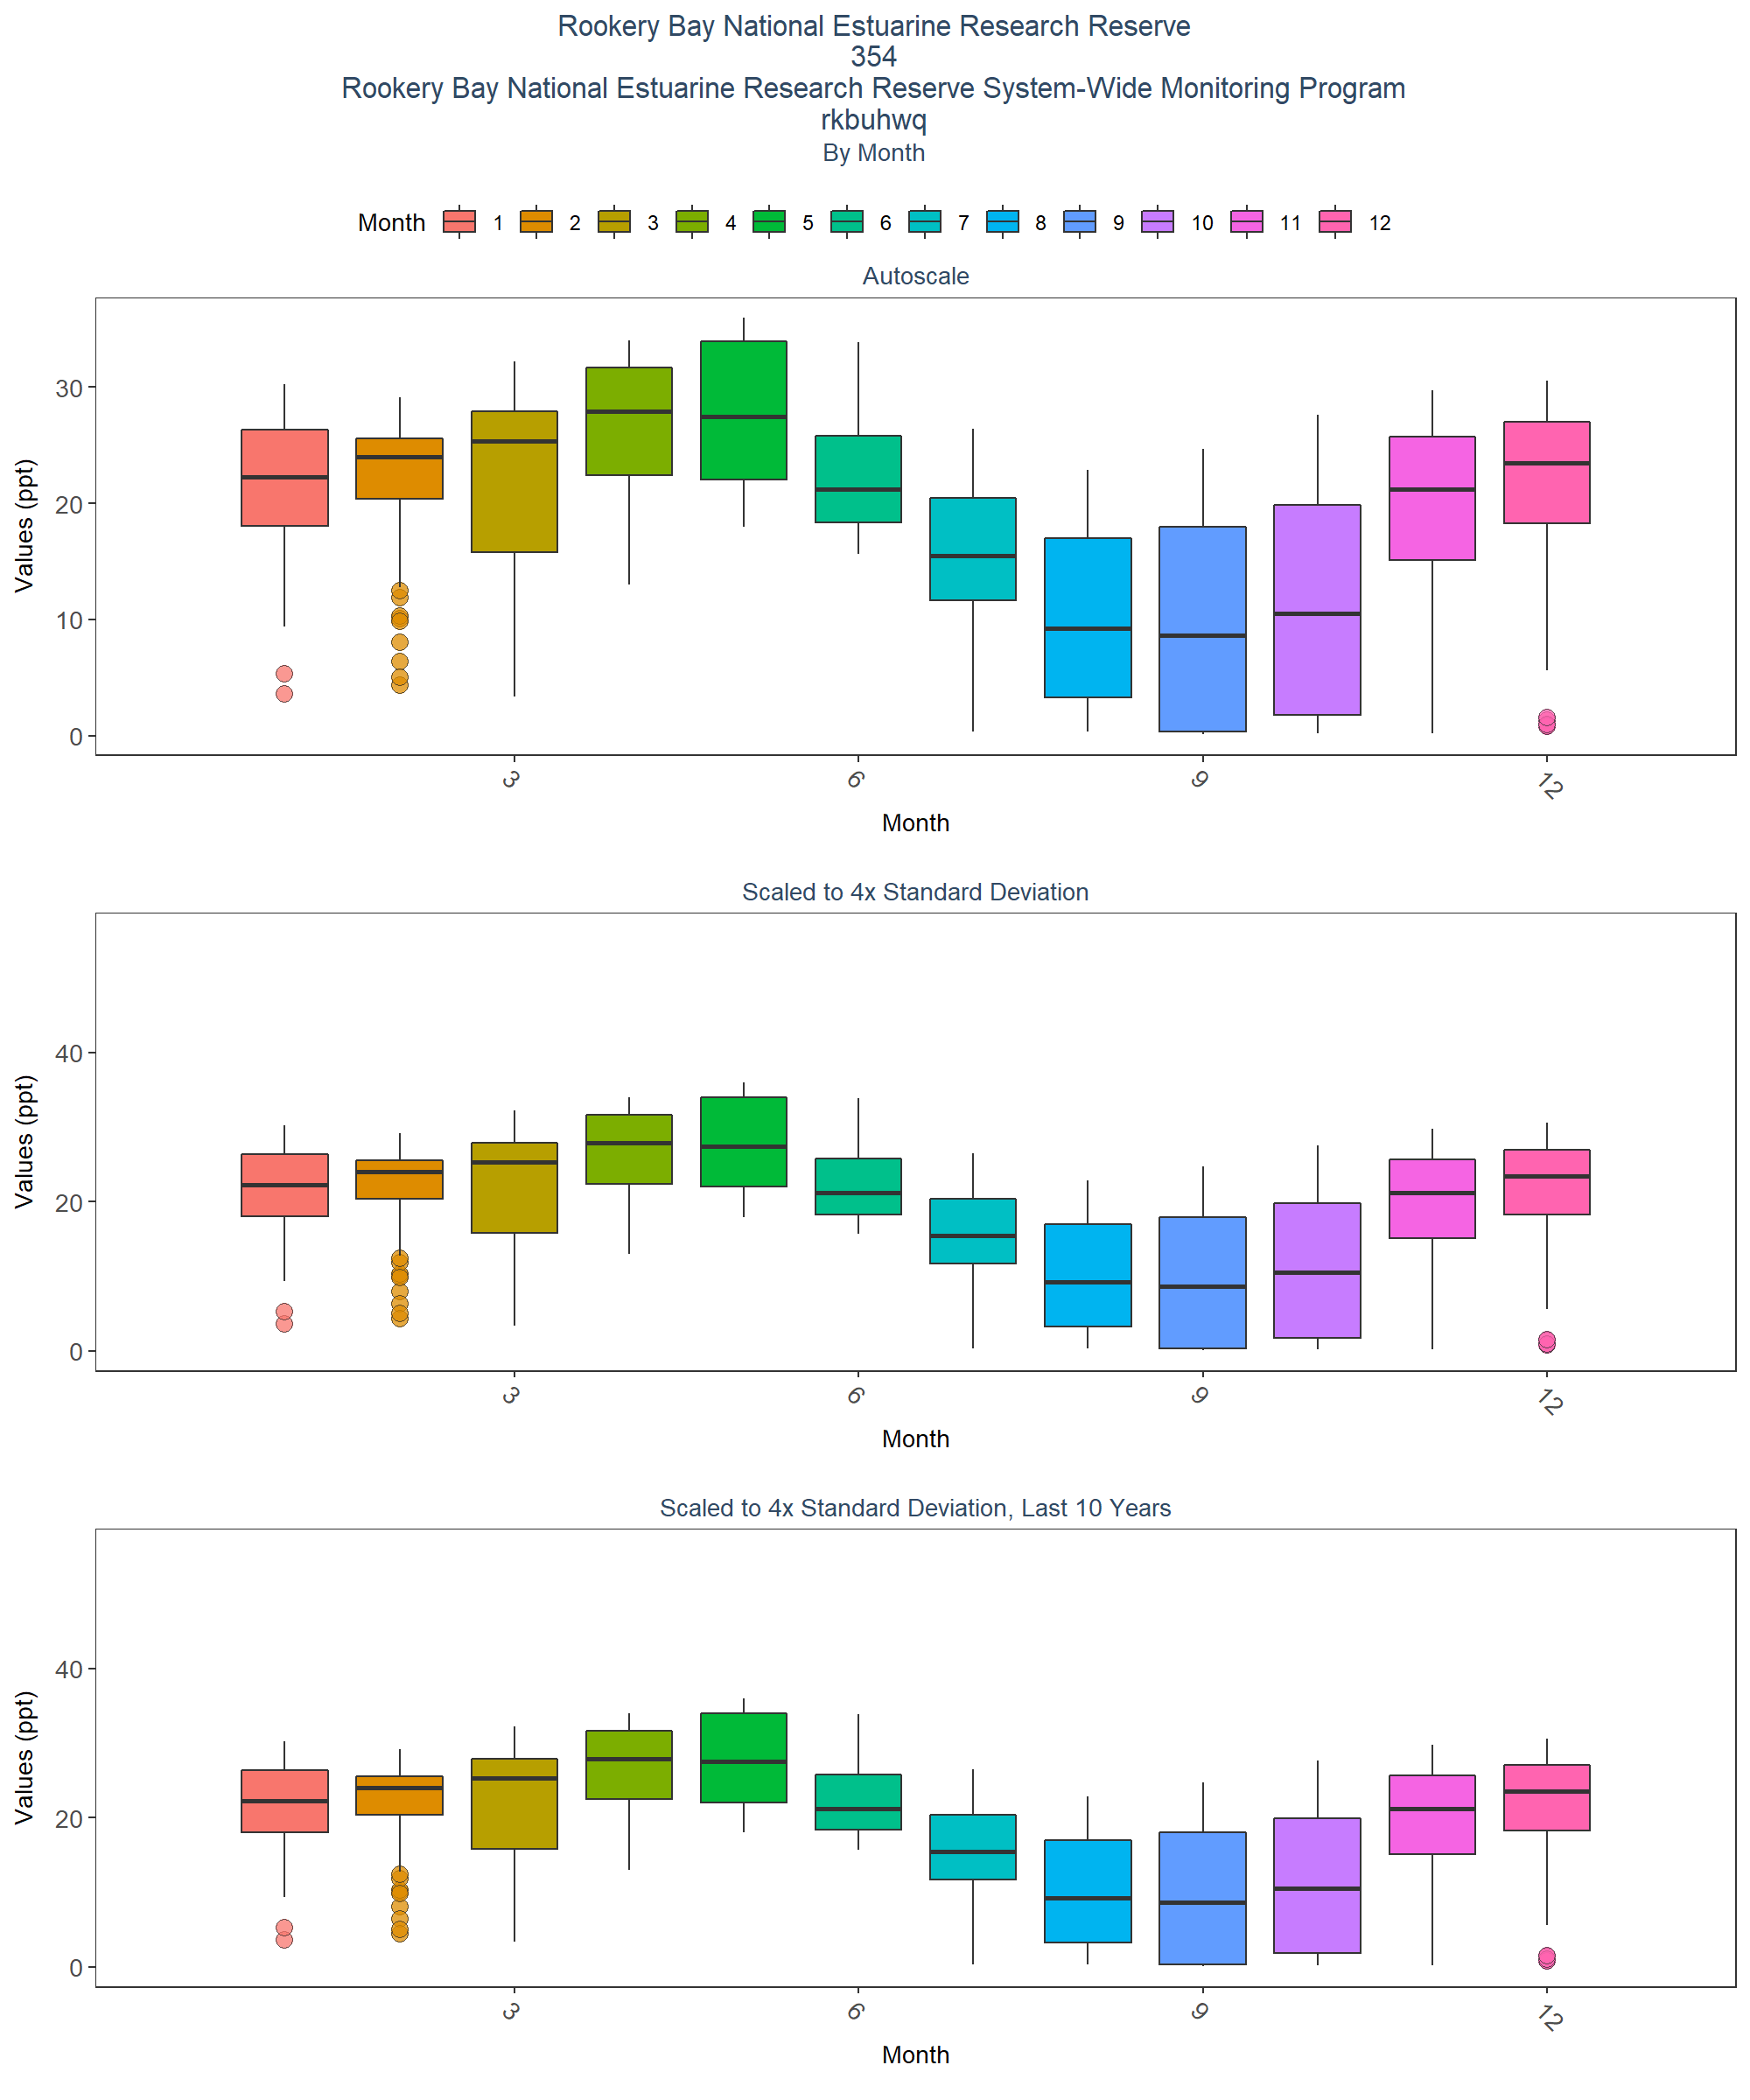 Rookery Bay National Estuarine Research Reserve
354
Rookery Bay National Estuarine Research Reserve System-Wide Monitoring Program
rkbuhwq
By Month
Month 1 2 3 4 5 6 7 8 9 10 11 12
Autoscale
Values (ppt)
30
20
10
0
3 6 9 12
Month
Scaled to 4x Standard Deviation
Values (ppt)
40
20
0
3 6 9 12
Month
Scaled to 4x Standard Deviation, Last 10 Years
Values (ppt)
40
20
0
3 6 9 12
Month